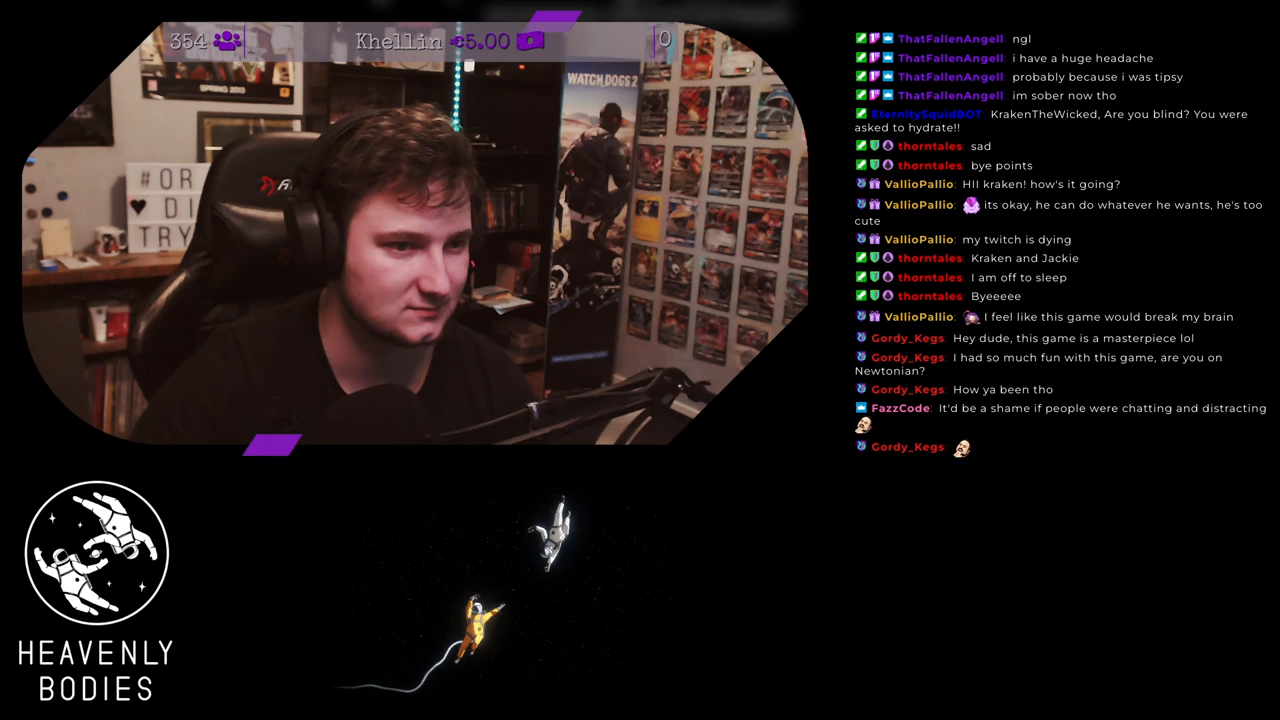 354
Khellin €5.00
0
SPRING 2013
WATCH_DOGS 2
#OR
♥ DI
TRY
HEAVENLY
BODIES
ThatFallenAngell: ngl
ThatFallenAngell: i have a huge headache
ThatFallenAngell: probably because i was tipsy
ThatFallenAngell: im sober now tho
EternitySquidBOT: KrakenTheWicked, Are you blind? You were
asked to hydrate!!
thorntales: sad
thorntales: bye points
VallioPallio: HII kraken! how's it going?
VallioPallio: its okay, he can do whatever he wants, he's too
cute
VallioPallio: my twitch is dying
thorntales: Kraken and Jackie
thorntales: I am off to sleep
thorntales: Byeeeee
VallioPallio: I feel like this game would break my brain
Gordy_Kegs: Hey dude, this game is a masterpiece lol
Gordy_Kegs: I had so much fun with this game, are you on
Newtonian?
Gordy_Kegs: How ya been tho
FazzCode: It'd be a shame if people were chatting and distracting
Gordy_Kegs: